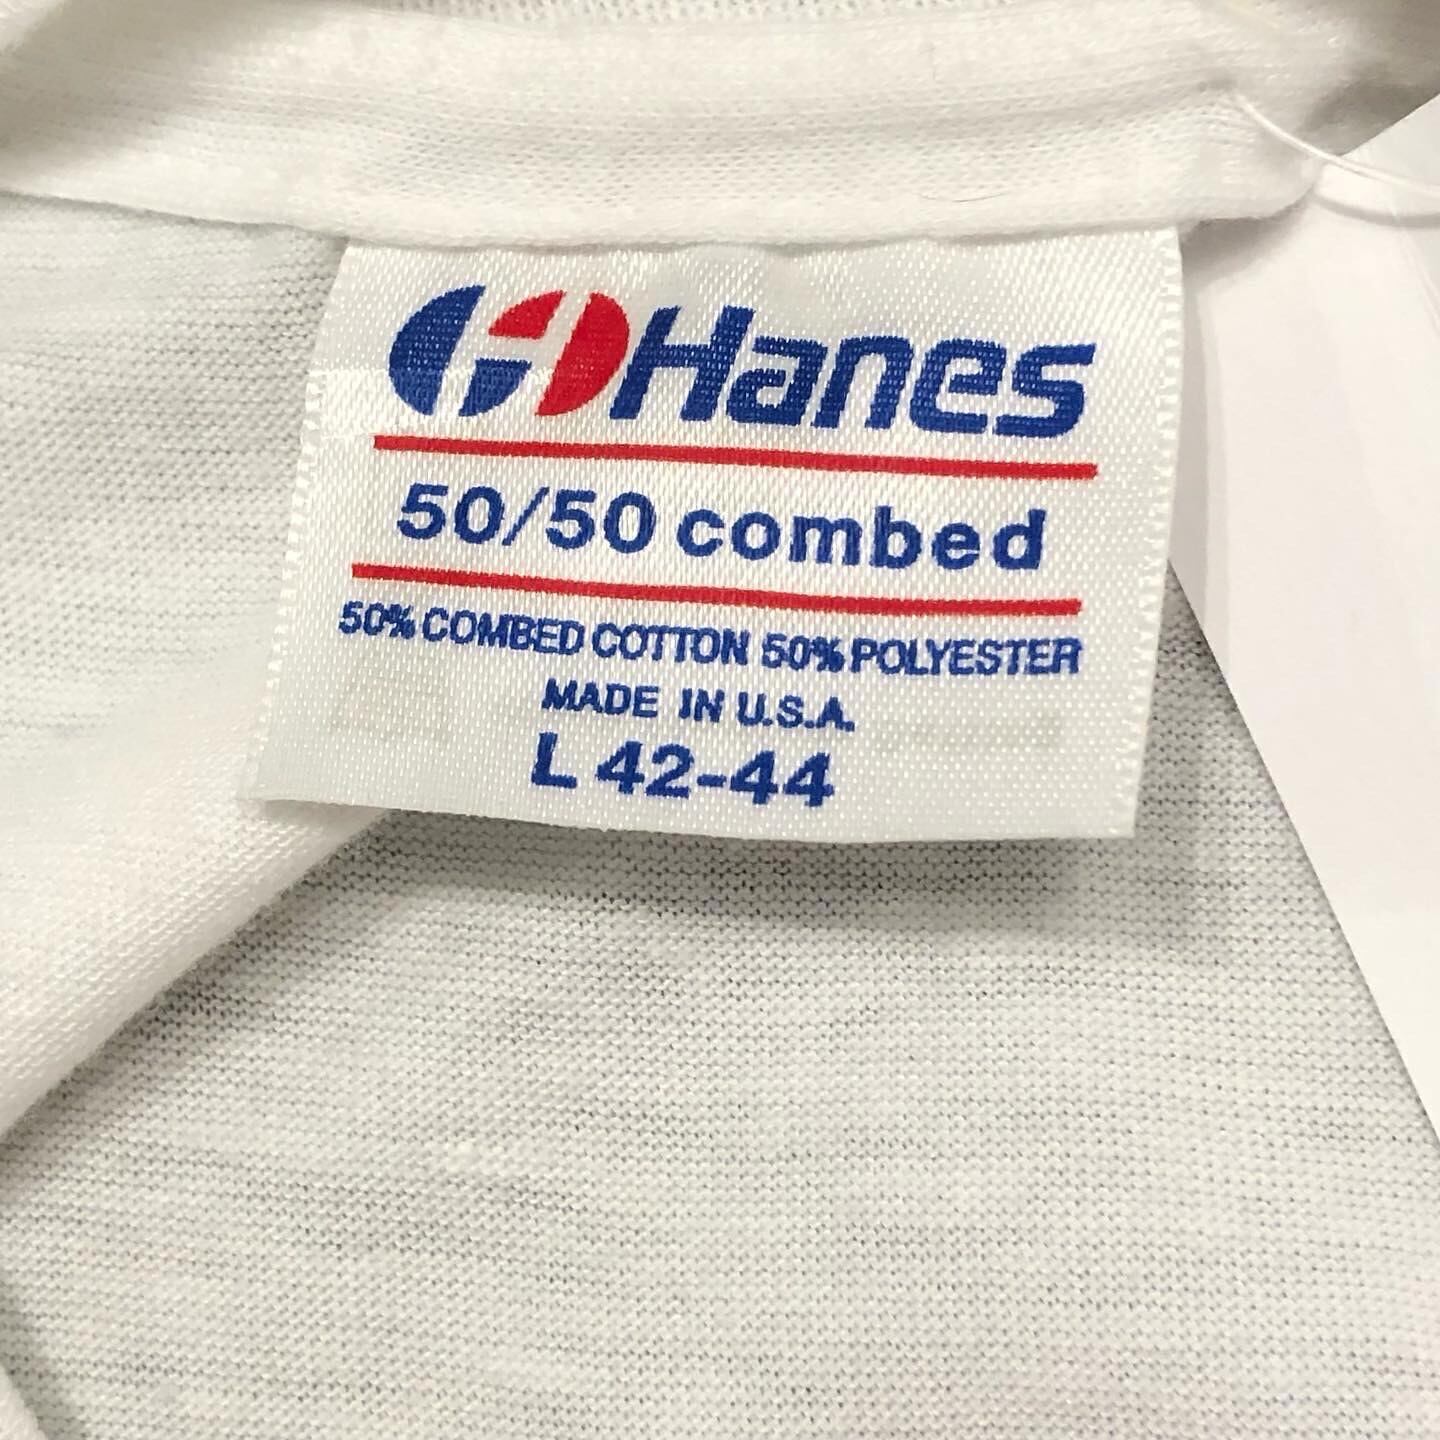 Hanes
50/50 combed
50% COMBED COTTON 50% POLYESTER
MADE IN U.S.A.
L 42-44